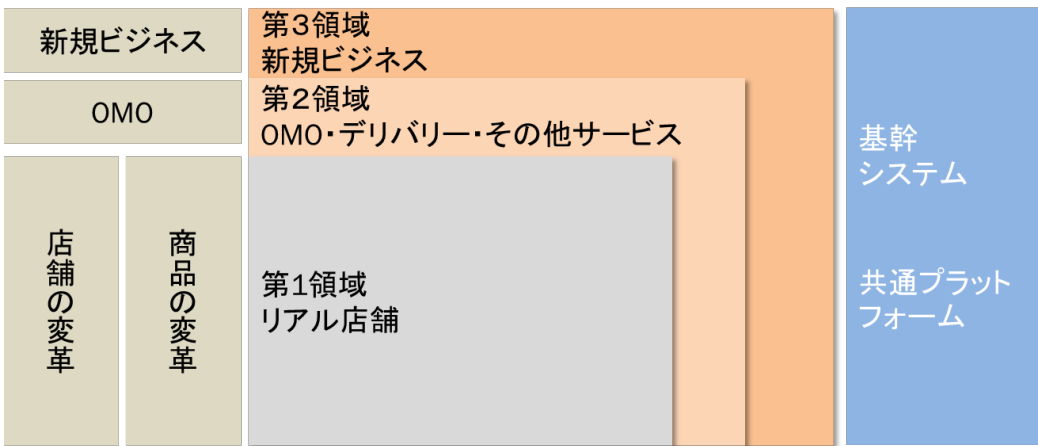 新規ビジネス
OMO
店舗の変革
商品の変革
第3領域
新規ビジネス
第2領域
OMO・デリバリー・その他サービス
第1領域
リアル店舗
基幹
システム
共通プラット
フォーム